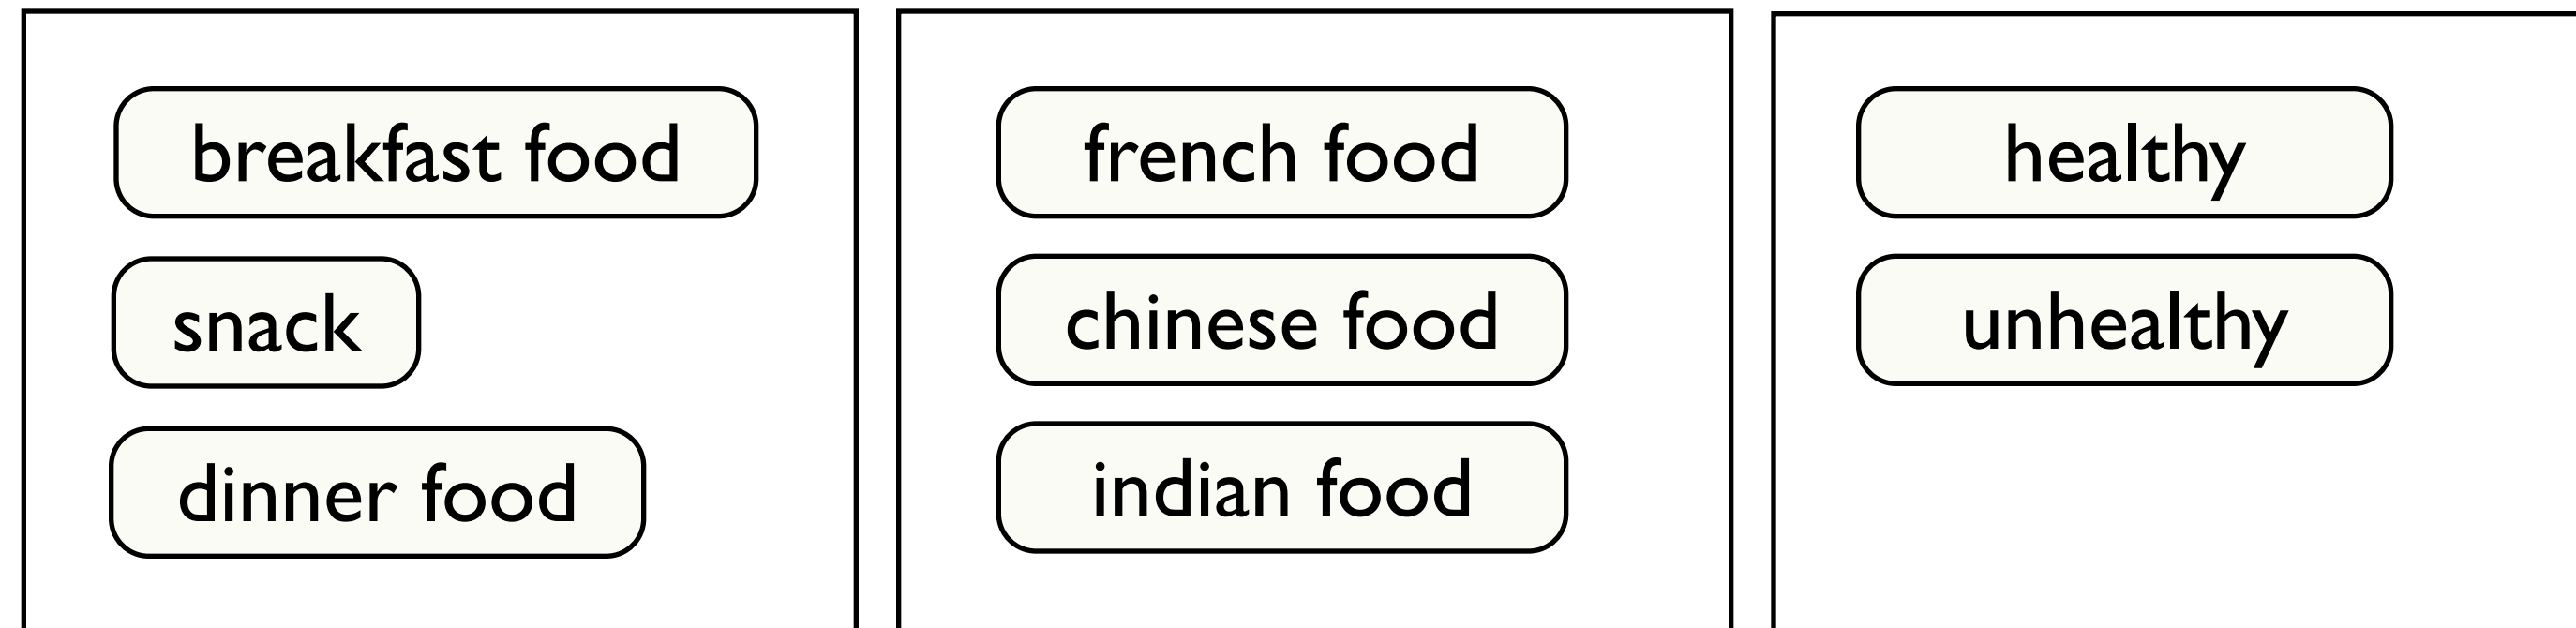 breakfast food
snack
dinner food
french food
chinese food
indian food
healthy
unhealthy